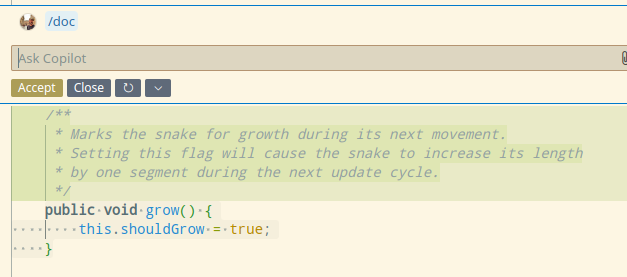 /doc
Ask Copilot
Accept Close
/**
* Marks the snake for growth during its next movement.
* Setting this flag will cause the snake to increase its length
* by one segment during the next update cycle.
*/
public void grow() {
this.shouldGrow = true;
}